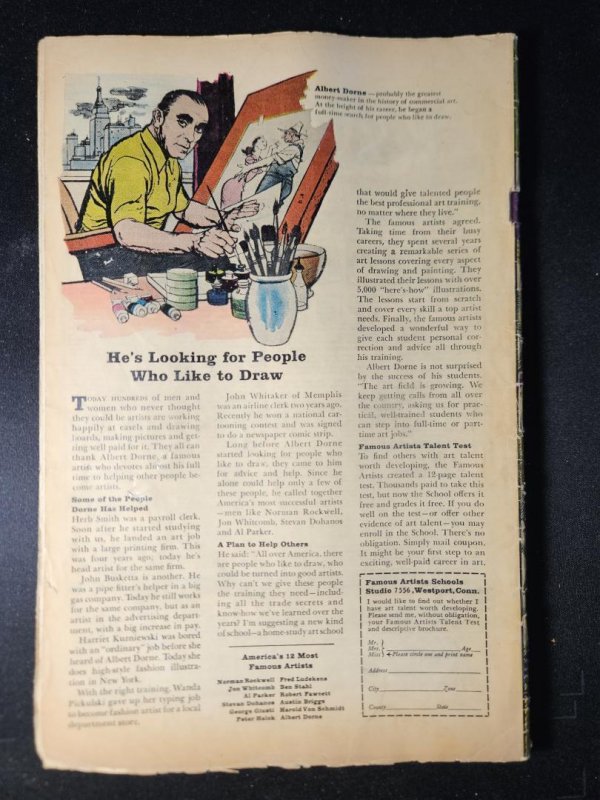 Albert Dorne—probably the greatest
money-maker in the history of commercial art.
At the height of his career, he began a
full-time search for people who like to draw.
He's Looking for People
Who Like to Draw
TODAY HUNDREDS of men and
women who never thought
they could be artists are working
happily at easels and drawing
boards, making pictures and get-
ting well paid for it. They all can
thank Albert Dorne, a famous
artist who devotes almost his full
time to helping other people be-
come artists.
Some of the People
Dorne Has Helped
Herb Smith was a payroll clerk.
Soon after he started studying
with us, he landed an art job
with a large printing firm. This
was four years ago, today he's
head artist for the same firm.
John Busketta is another. He
was a pipe fitter's helper in a big
gas company. Today he still works
for the same company, but as an
artist in the advertising depart-
ment, with a big increase in pay.
Harriet Kuzniewski was bored
with an "ordinary" job before she
heard of Albert Dorne. Today she
does high-style fashion illustra-
tion in New York.
With the right training, Wanda
Pickulski gave up her typing job
to become fashion artist for a local
department store.
John Whitaker of Memphis
was an airline clerk two years ago.
Recently he won a national car-
tooning contest and was signed
to do a newspaper comic strip.
Long before Albert Dorne
started looking for people who
like to draw, they came to him
for advice and help. Since he
alone could help only a few of
these people, he called together
America's most successful artists
—men like Norman Rockwell,
Jon Whitcomb, Stevan Dohanos
and Al Parker.
A Plan to Help Others
He said: "All over America, there
are people who like to draw, who
could be turned into good artists.
Why can't we give these people
the training they need—includ-
ing all the trade secrets and
know-how we've learned over the
years? I'm suggesting a new kind
of school—a home-study art school
America's 12 Most
Famous Artists
Norman Rockwell Fred Ludekens
Jon Whitcomb Ben Stahl
Al Parker Robert Fawcett
Stevan Dohanos Austin Briggs
George Giusti Harold Von Schmidt
Peter Helck Albert Dorne
that would give talented people
the best professional art training,
no matter where they live."
The famous artists agreed.
Taking time from their busy
careers, they spent several years
creating a remarkable series of
art lessons covering every aspect
of drawing and painting. They
illustrated their lessons with over
5,000 "here's-how" illustrations.
The lessons start from scratch
and cover every skill a top artist
needs. Finally, the famous artists
developed a wonderful way to
give each student personal cor-
rection and advice all through
his training.
Albert Dorne is not surprised
by the success of his students.
"The art field is growing. We
keep getting calls from all over
the country, asking us for prac-
tical, well-trained students who
can step into full-time or part-
time art jobs."
Famous Artists Talent Test
To find others with art talent
worth developing, the Famous
Artists created a 12-page talent
test. Thousands paid to take this
test, but now the School offers it
free and grades it free. If you do
well on the test—or offer other
evidence of art talent—you may
enroll in the School. There's no
obligation. Simply mail coupon.
It might be your first step to an
exciting, well-paid career in art.
Famous Artists Schools
Studio 7556, Westport, Conn.
I would like to find out whether I
have art talent worth developing.
Please send me, without obligation,
your Famous Artists Talent Test
and descriptive brochure.
Mr.
Mrs. Age
Miss Please circle one and print name
Address
City Zone
County State